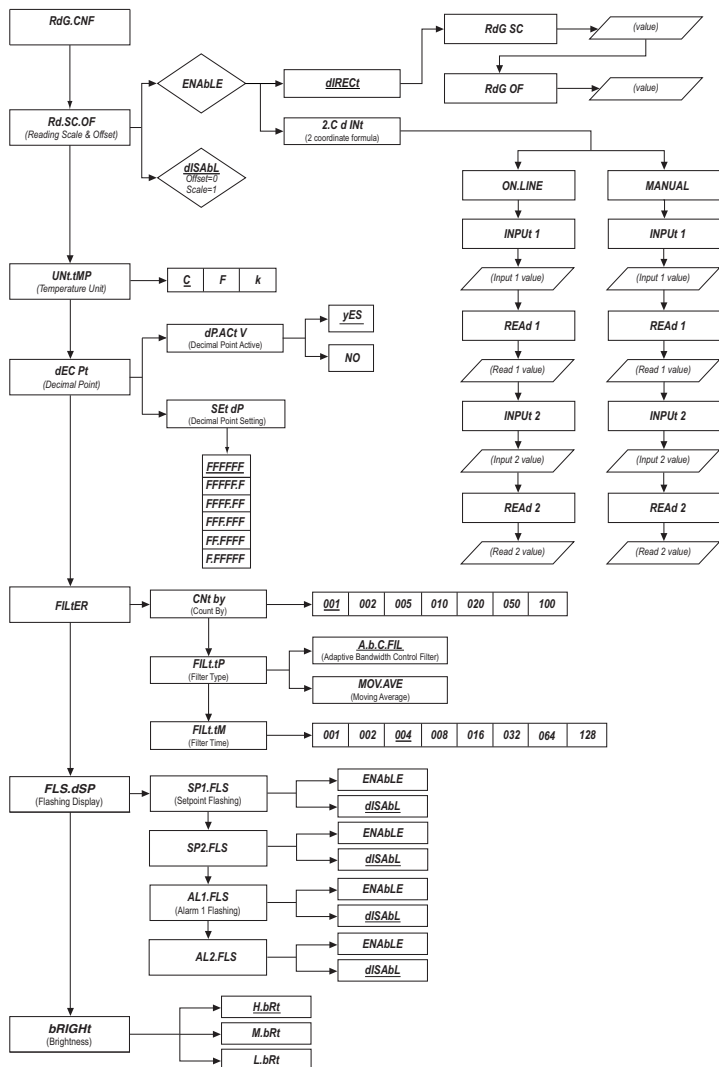 RdG.CNF
Rd.SC.OF
(Reading Scale & Offset)
ENAbLE
dISAbL
Offset=0
Scale=1
dIRECt
RdG SC
(value)
RdG OF
(value)
2.C d INt
(2 coordinate formula)
ON.LINE
INPUt 1
(Input 1 value)
REAd 1
(Read 1 value)
INPUt 2
(Input 2 value)
REAd 2
(Read 2 value)
MANUAL
INPUt 1
(Input 1 value)
REAd 1
(Read 1 value)
INPUt 2
(Input 2 value)
REAd 2
(Read 2 value)
UNt.tMP
(Temperature Unit)
C F k
dEC Pt
(Decimal Point)
dP.ACt V
(Decimal Point Active)
yES
NO
SEt dP
(Decimal Point Setting)
FFFFFF
FFFFF.F
FFFF.FF
FFF.FFF
FF.FFFF
F.FFFFF
FILtER
CNt by
(Count By)
001 002 005 010 020 050 100
FILt.tP
(Filter Type)
A.b.C.FIL
(Adaptive Bandwidth Control Filter)
MOV.AVE
(Moving Average)
FILt.tM
(Filter Time)
001 002 004 008 016 032 064 128
FLS.dSP
(Flashing Display)
SP1.FLS
(Setpoint Flashing)
ENAbLE
dISAbL
SP2.FLS
ENAbLE
dISAbL
AL1.FLS
(Alarm 1 Flashing)
ENAbLE
dISAbL
AL2.FLS
ENAbLE
dISAbL
bRIGHt
(Brightness)
H.bRt
M.bRt
L.bRt